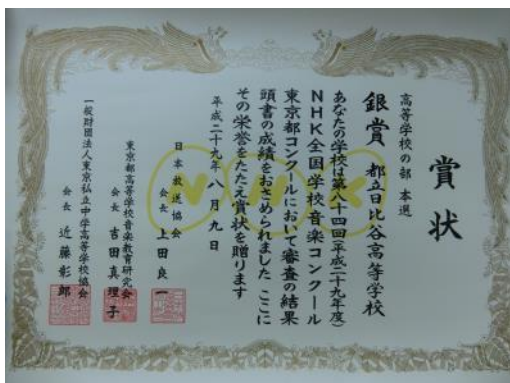 賞状
高等学校の部 本選
銀賞 都立日比谷高等学校
あなたの学校は第八十四回(平成二十九年度)
NHK全国学校音楽コンクール
東京都コンクールにおいて審査の結果
頭書の成績をおさめられました ここに
その栄誉をたたえ賞状を贈ります
平成二十九年八月九日
日本放送協会
会長 上田良一
東京都高等学校音楽教育研究会
会長 吉田真理子
一般財団法人東京私立中学高等学校協会
会長 近藤彰郎
NHK